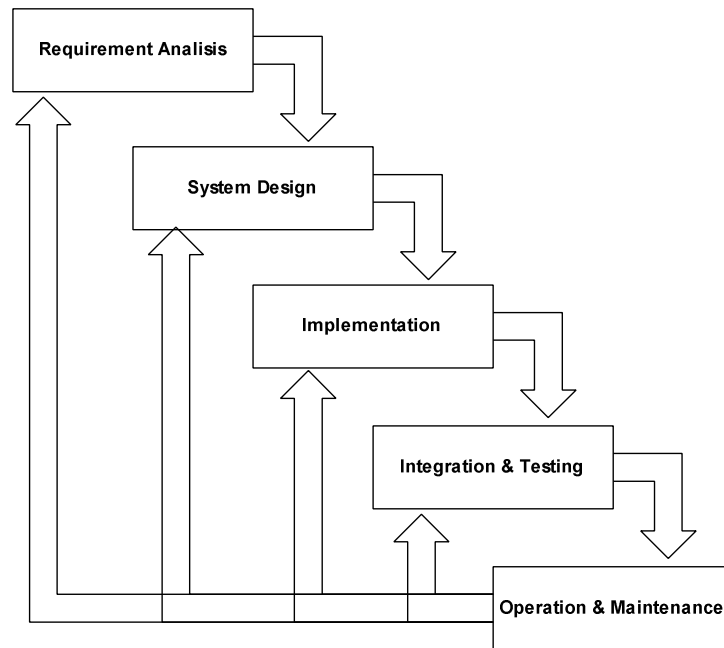 Requirement Analisis
System Design
Implementation
Integration & Testing
Operation & Maintenance